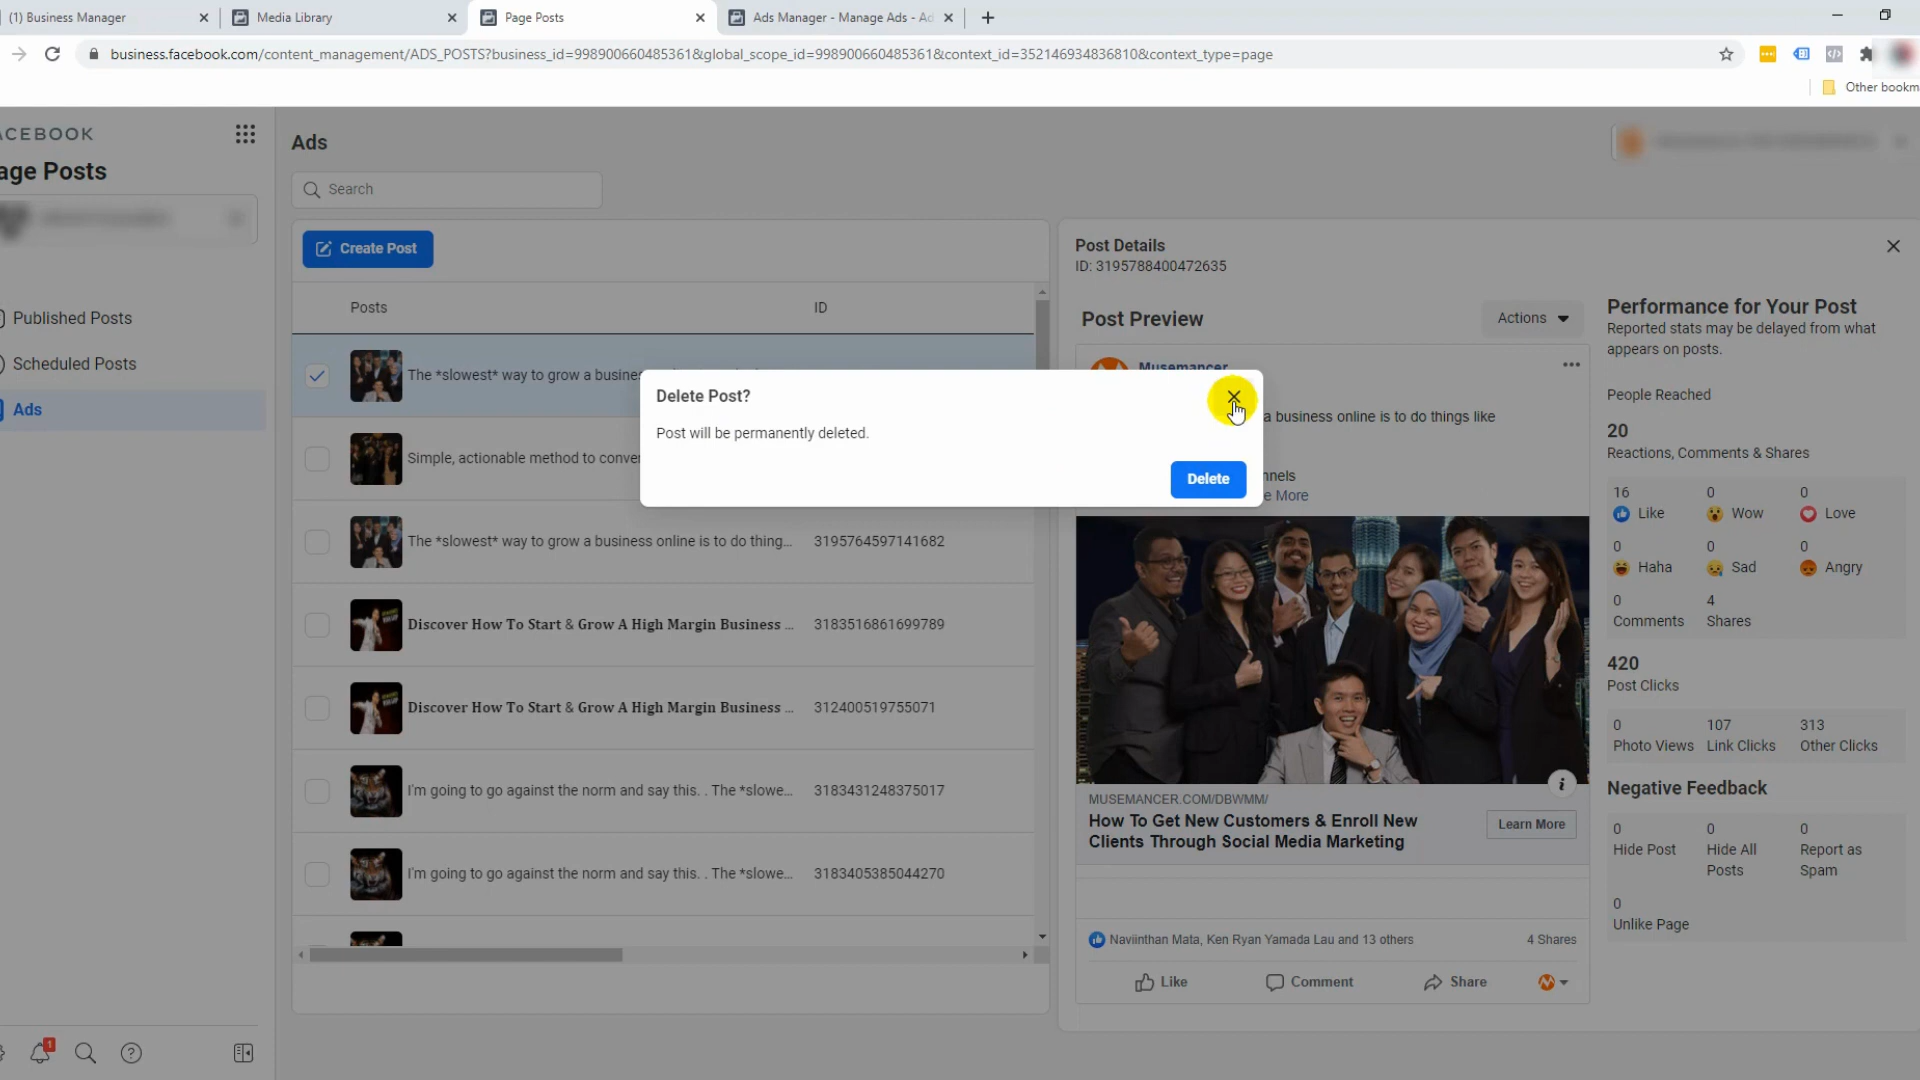 (1) Business Manager
Media Library
Page Posts
Ads Manager - Manage Ads - Ad
business.facebook.com/content_management/ADS_POSTS?business_id=998900660485361&global_scope_id=998900660485361&context_id=352146934836810&context_type=page
Other bookm
ACEBOOK
age Posts
Published Posts
Scheduled Posts
Ads
1
Ads
Search
Create Post
Posts ID
The *slowest* way to grow a busine
Simple, actionable method to conver
The *slowest* way to grow a business online is to do thing... 3195764597141682
Discover How To Start & Grow A High Margin Business ... 3183516861699789
Discover How To Start & Grow A High Margin Business ... 312400519755071
I'm going to go against the norm and say this. . The *slowe... 3183431248375017
I'm going to go against the norm and say this. . The *slowe... 3183405385044270
Delete Post?
Post will be permanently deleted.
Delete
Post Details
ID: 3195788400472635
Post Preview
Actions
Musemancer
a business online is to do things like
nnels
e More
MUSEMANCER.COM/DBWMM/
How To Get New Customers & Enroll New
Clients Through Social Media Marketing
Learn More
Naviinthan Mata, Ken Ryan Yamada Lau and 13 others
4 Shares
Like Comment Share
Performance for Your Post
Reported stats may be delayed from what
appears on posts.
People Reached
20
Reactions, Comments & Shares
16 0 0
Like Wow Love
0 0 0
Haha Sad Angry
0 4
Comments Shares
420
Post Clicks
0 107 313
Photo Views Link Clicks Other Clicks
Negative Feedback
0 0 0
Hide Post Hide All Report as
Posts Spam
0
Unlike Page